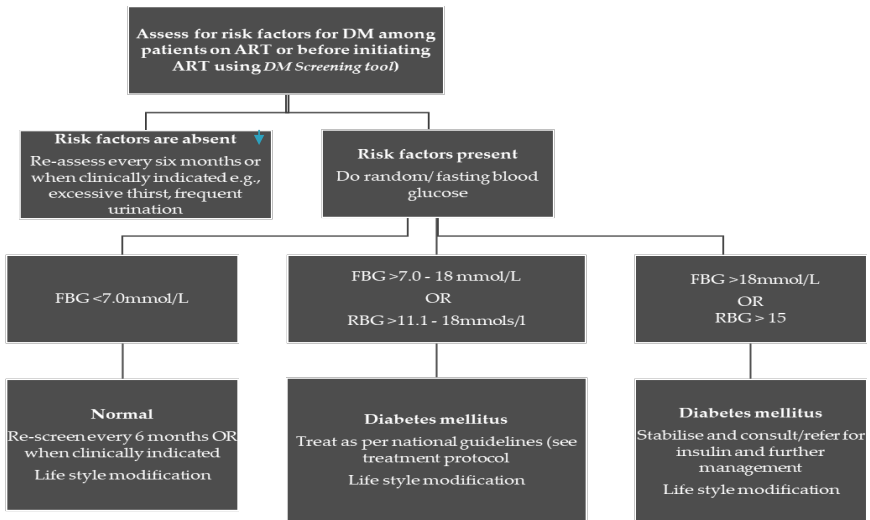 Assess for risk factors for DM among
patients on ART or before initiating
ART using DM Screening tool)
Risk factors are absent
Re-assess every six months or
when clinically indicated e.g.,
excessive thirst, frequent
urination
Risk factors present
Do random/ fasting blood
glucose
FBG <7.0mmol/L
FBG >7.0 - 18 mmol/L
OR
RBG >11.1 - 18mmols/l
FBG >18mmol/L
OR
RBG > 15
Normal
Re-screen every 6 months OR
when clinically indicated
Life style modification
Diabetes mellitus
Treat as per national guidelines (see
treatment protocol
Life style modification
Diabetes mellitus
Stabilise and consult/refer for
insulin and further
management
Life style modification